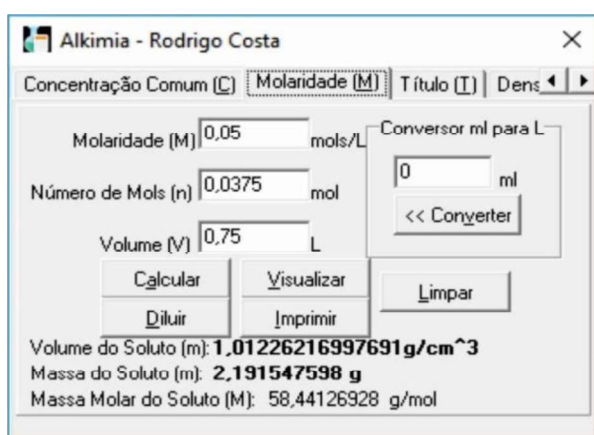 Alkimia - Rodrigo Costa
Concentração Comum (C) Molaridade (M) Título (T) Dens
Molaridade (M) 0,05 mols/L
Conversor ml para L
0 ml
<< Converter
Número de Mols (n) 0,0375 mol
Volume (V) 0,75 L
Calcular Visualizar Limpar
Diluir Imprimir
Volume do Soluto (m): 1,01226216997691g/cm^3
Massa do Soluto (m): 2,191547598 g
Massa Molar do Soluto (M): 58,44126928 g/mol